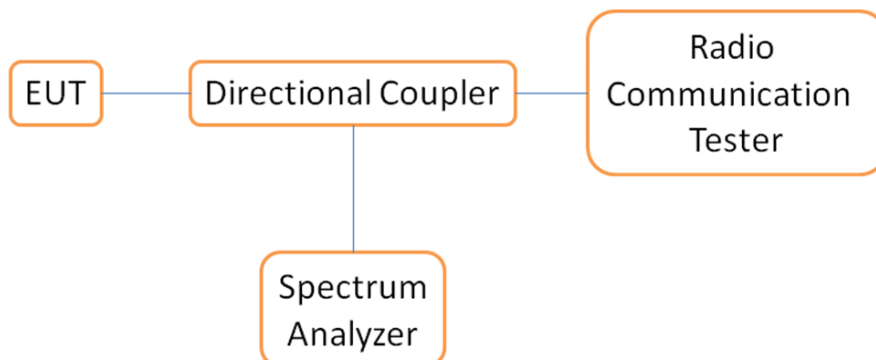 EUT
Directional Coupler
Radio
Communication
Tester
Spectrum
Analyzer